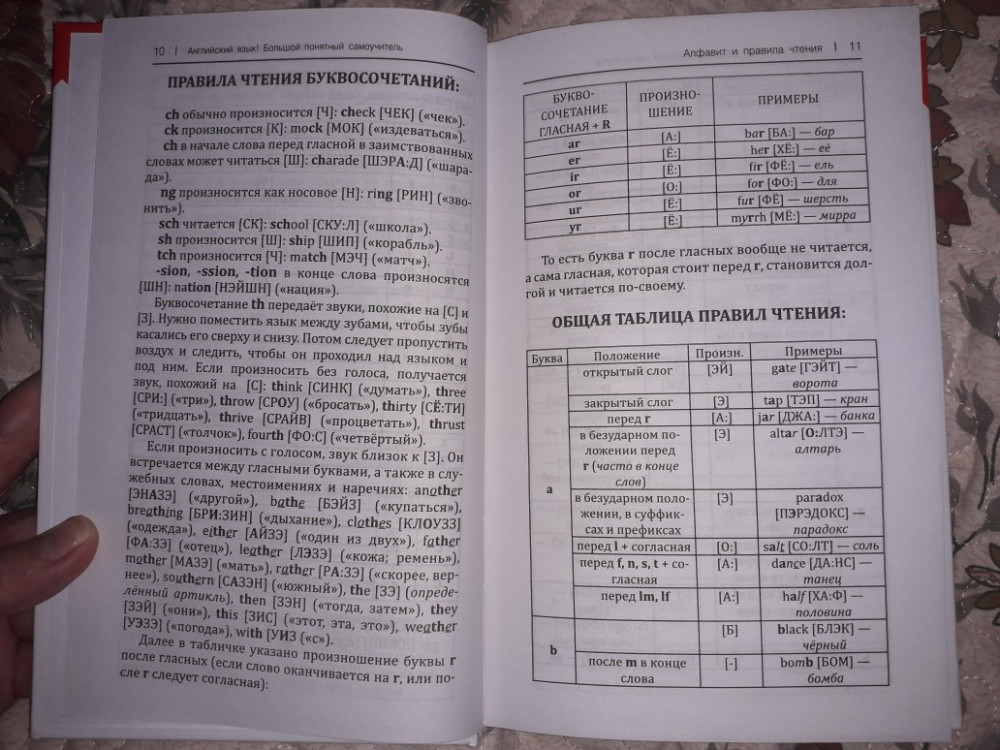 10 | Английский язык! Большой понятный самоучитель
ПРАВИЛА ЧТЕНИЯ БУКВОСОЧЕТАНИЙ:
ch обычно произносится [Ч]: check [ЧЕК] («чек»).
ck произносится [К]: mock [МОК] («издеваться»).
ch в начале слова перед гласной в заимствованных
словах может читаться [Ш]: charade [ШЭРА:Д] («шара-
да»).
ng произносится как носовое [Н]: ring [РИН] («зво-
нить»).
sch читается [СК]: school [СКУ:Л] («школа»).
sh произносится [Ш]: ship [ШИП] («корабль»).
tch произносится [Ч]: match [МЭЧ] («матч»).
-sion, -ssion, -tion в конце слова произносятся
[ШН]: nation [НЭЙШН] («нация»).
Буквосочетание th передаёт звуки, похожие на [С] и
[З]. Нужно поместить язык между зубами, чтобы зубы
касались его сверху и снизу. Потом следует пропустить
воздух и следить, чтобы он проходил над языком и
под ним. Если произносить без голоса, получается
звук, похожий на [С]: think [СИНК] («думать»), three
[СРИ:] («три»), throw [СРОУ] («бросать»), thirty [СЁ:ТИ]
(«тридцать»), thrive [СРАЙВ] («процветать»), thrust
[СРАСТ] («толчок»), fourth [ФО:С] («четвёртый»).
Если произносить с голосом, звук близок к [З]. Он
встречается между гласными буквами, а также в слу-
жебных словах, местоимениях и наречиях: another
[ЭНАЗЭ] («другой»), bathe [БЭЙЗ] («купаться»),
breathing [БРИ:ЗИН] («дыхание»), clothes [КЛОУЗЗ]
(«одежда»), either [АЙЗЭ] («один из двух»), father
[ФА:ЗЭ] («отец»), leather [ЛЭЗЭ] («кожа; ремень»),
mother [МАЗЭ] («мать»), rather [РА:ЗЭ] («скорее, вер-
нее»), southern [САЗЭН] («южный»), the [ЗЭ] (опреде-
лённый артикль), then [ЗЭН] («тогда, затем»), they
[ЗЭЙ] («они»), this [ЗИС] («этот, эта, это»), weather
[УЭЗЭ] («погода»), with [УИЗ («с»).
Далее в табличке указано произношение буквы r
после гласных (если слово оканчивается на r, или по-
сле r следует согласная):
Алфавит и правила чтения | 11
БУКВО-
СОЧЕТАНИЕ
ГЛАСНАЯ + R
ПРОИЗНО-
ШЕНИЕ
ПРИМЕРЫ
ar [А:] bar [БА:] — бар
er [Ё:] her [ХЁ:] — её
ir [Ё:] fir [ФЁ:] — ель
or [О:] for [ФО:] — для
ur [Ё:] fur [ФЁ] — шерсть
yr [Ё:] myrrh [МЁ:] — мирра
То есть буква r после гласных вообще не читается,
а сама гласная, которая стоит перед r, становится дол-
гой и читается по-своему.
ОБЩАЯ ТАБЛИЦА ПРАВИЛ ЧТЕНИЯ:
Буква Положение Произн. Примеры
a
открытый слог [ЭЙ] gate [ГЭЙТ] —
ворота
закрытый слог [Э] tap [ТЭП] — кран
перед r [А:] jar [ДЖА:] — банка
в безударном по- [Э] altar [О:ЛТЭ] —
ложении перед алтарь
r (часто в конце
слов)
в безударном поло- [Э] paradox
жении, в суффик- [ПЭРЭДОКС] —
сах и префиксах парадокс
перед l + согласная [О:] salt [СО:ЛТ] — соль
перед f, n, s, t + со- [А:] dance [ДА:НС] —
гласная танец
перед lm, lf [А:] half [ХА:Ф] —
половина
b
[Б] black [БЛЭК] —
чёрный
после m в конце [-] bomb [БОМ] —
слова бомба